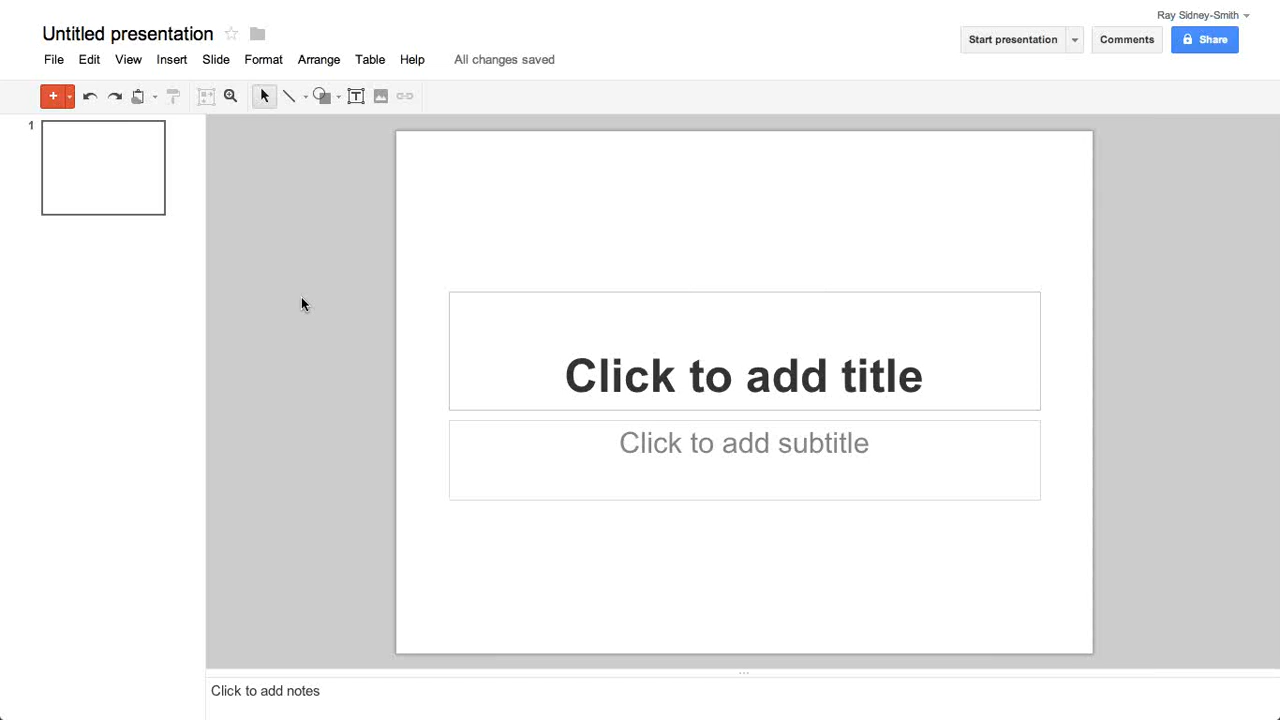 Ray Sidney-Smith
Untitled presentation
Start presentation
Comments
Share
File Edit View Insert Slide Format Arrange Table Help All changes saved
1
Click to add title
Click to add subtitle
Click to add notes